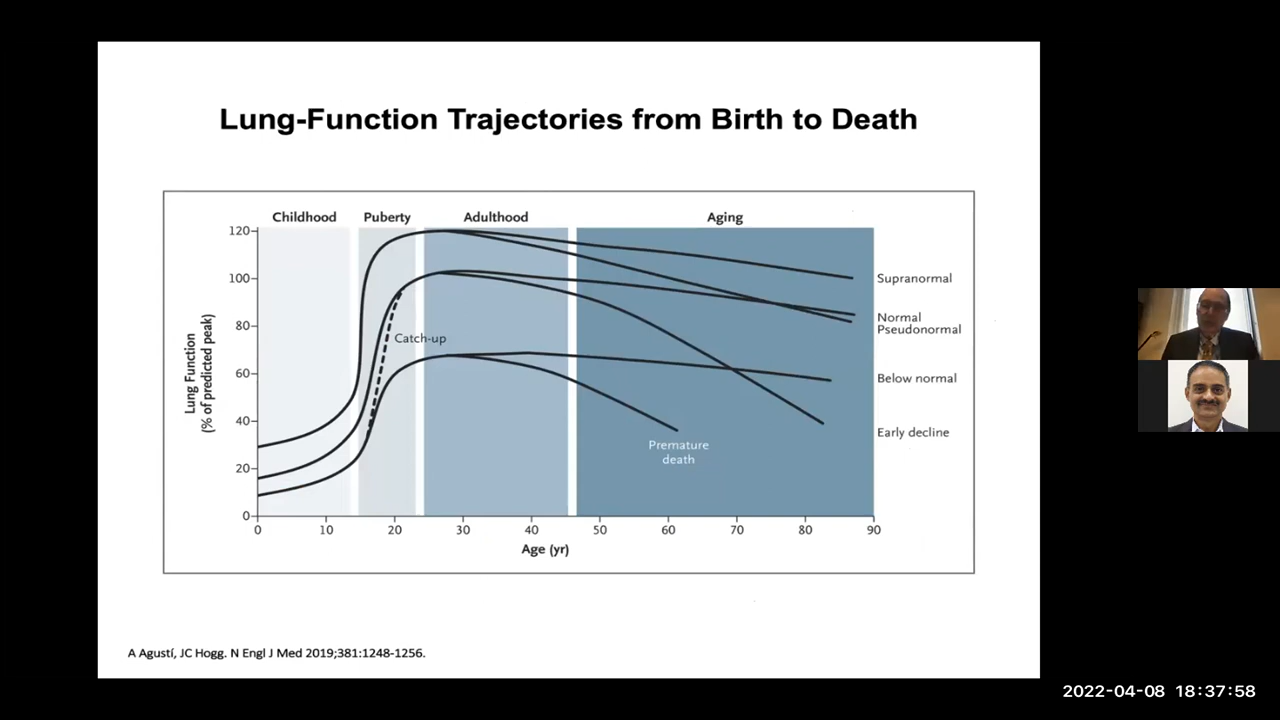 Lung-Function Trajectories from Birth to Death
Childhood
Puberty
Adulthood
Aging
120
100
80
60
40
20
0
Lung Function
(% of predicted peak)
Catch-up
Premature
death
Supranormal
Normal
Pseudonormal
Below normal
Early decline
0
10
20
30
40
50
60
70
80
90
Age (yr)
A Agustí, JC Hogg. N Engl J Med 2019;381:1248-1256.
2022-04-08 18:37:58